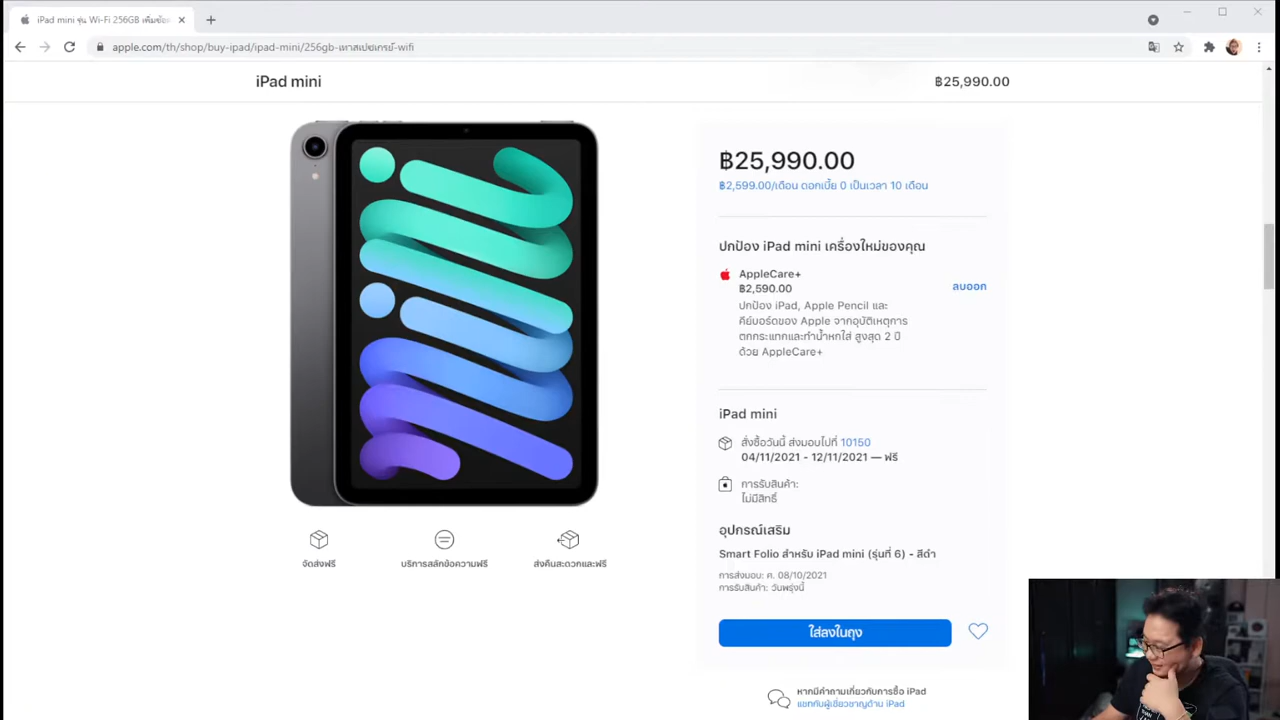 iPad mini รุ่น Wi-Fi 256GB
apple.com/th/shop/buy-ipad/ipad-mini/256gb-เทาสเปซเกรย์-wifi
iPad mini
฿25,990.00
฿25,990.00
฿2,599.00/เดือน ดอกเบี้ย 0 เป็นเวลา 10 เดือน
ปกป้อง iPad mini เครื่องใหม่ของคุณ
AppleCare+
฿2,590.00
ลบออก
ปกป้อง iPad, Apple Pencil และ
คีย์บอร์ดของ Apple จากอุบัติเหตุการ
ตกกระแทกและทำน้ำหกใส่ สูงสุด 2 ปี
ด้วย AppleCare+
iPad mini
สั่งซื้อวันนี้ ส่งมอบไปที่ 10150
04/11/2021 - 12/11/2021 — ฟรี
การรับสินค้า:
ไม่มีสิทธิ์
อุปกรณ์เสริม
Smart Folio สำหรับ iPad mini (รุ่นที่ 6) - สีดำ
การส่งมอบ: ศ. 08/10/2021
การรับสินค้า: วันพรุ่งนี้
ใส่ลงในถุง
จัดส่งฟรี
บริการสลักข้อความฟรี
ส่งคืนสะดวกและฟรี
หากมีคำถามเกี่ยวกับการซื้อ iPad
แชทกับผู้เชี่ยวชาญด้าน iPad